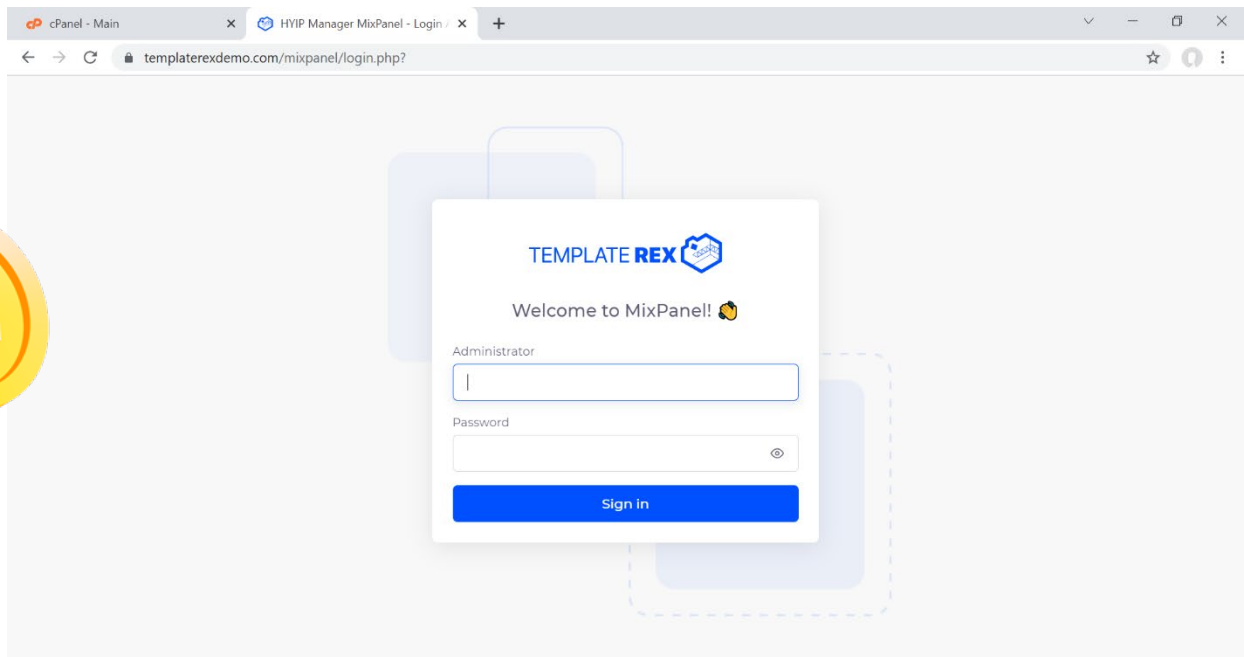 cPanel - Main
HYIP Manager MixPanel - Login /
templaterexdemo.com/mixpanel/login.php?
TEMPLATE REX
Welcome to MixPanel!
Administrator
Password
Sign in